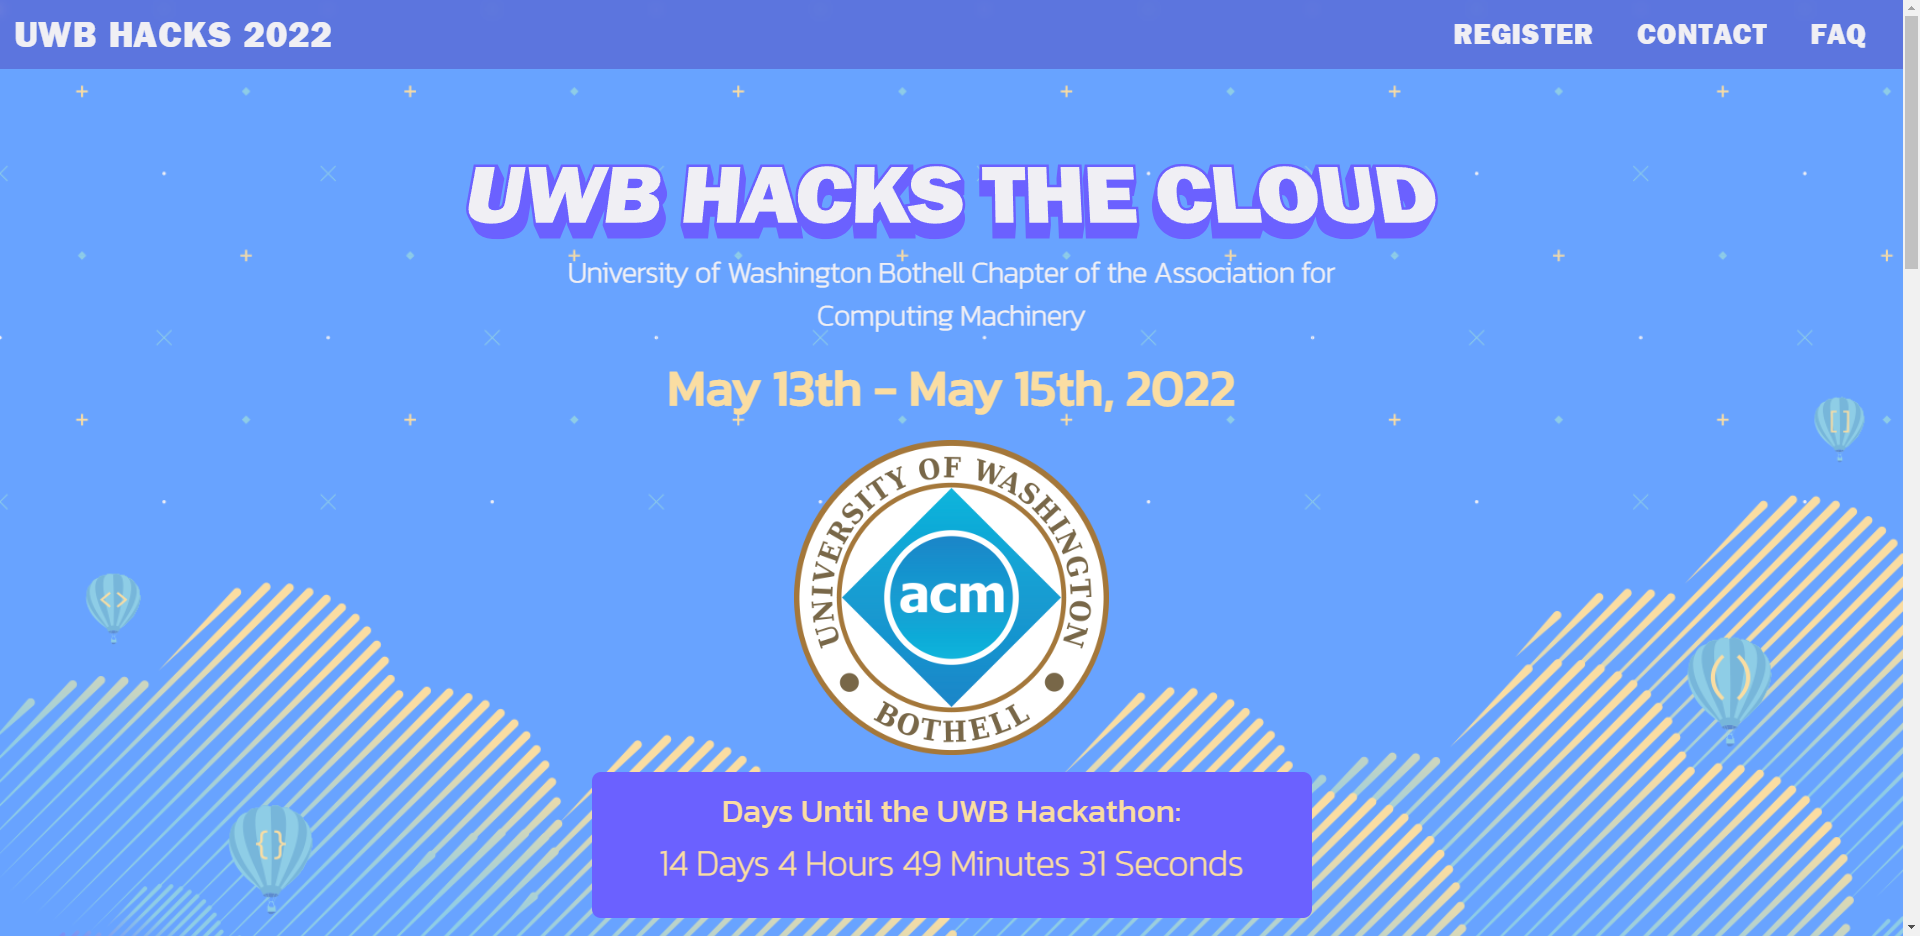 UWB HACKS 2022
REGISTER CONTACT FAQ
UWB HACKS THE CLOUD
University of Washington Bothell Chapter of the Association for
Computing Machinery
May 13th - May 15th, 2022
UNIVERSITY OF WASHINGTON
acm
BOTHELL
[]
<>
()
{}
Days Until the UWB Hackathon:
14 Days 4 Hours 49 Minutes 31 Seconds